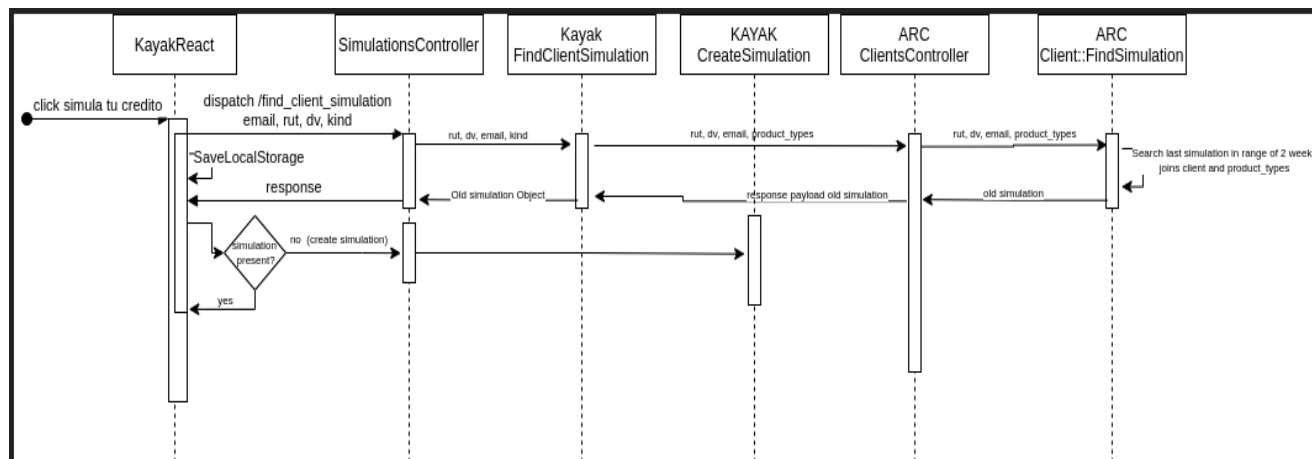 KayakReact
SimulationsController
Kayak
FindClientSimulation
KAYAK
CreateSimulation
ARC
ClientsController
ARC
Client::FindSimulation
click simula tu credito
dispatch /find_client_simulation
email, rut, dv, kind
rut, dv, email, kind
rut, dv, email, product_types
rut, dv, email, product_types
SaveLocalStorage
Search last simulation in range of 2 week
joins client and product_types
response
Old simulation Object
response payload old simulation
old simulation
simulation
present?
no (create simulation)
yes